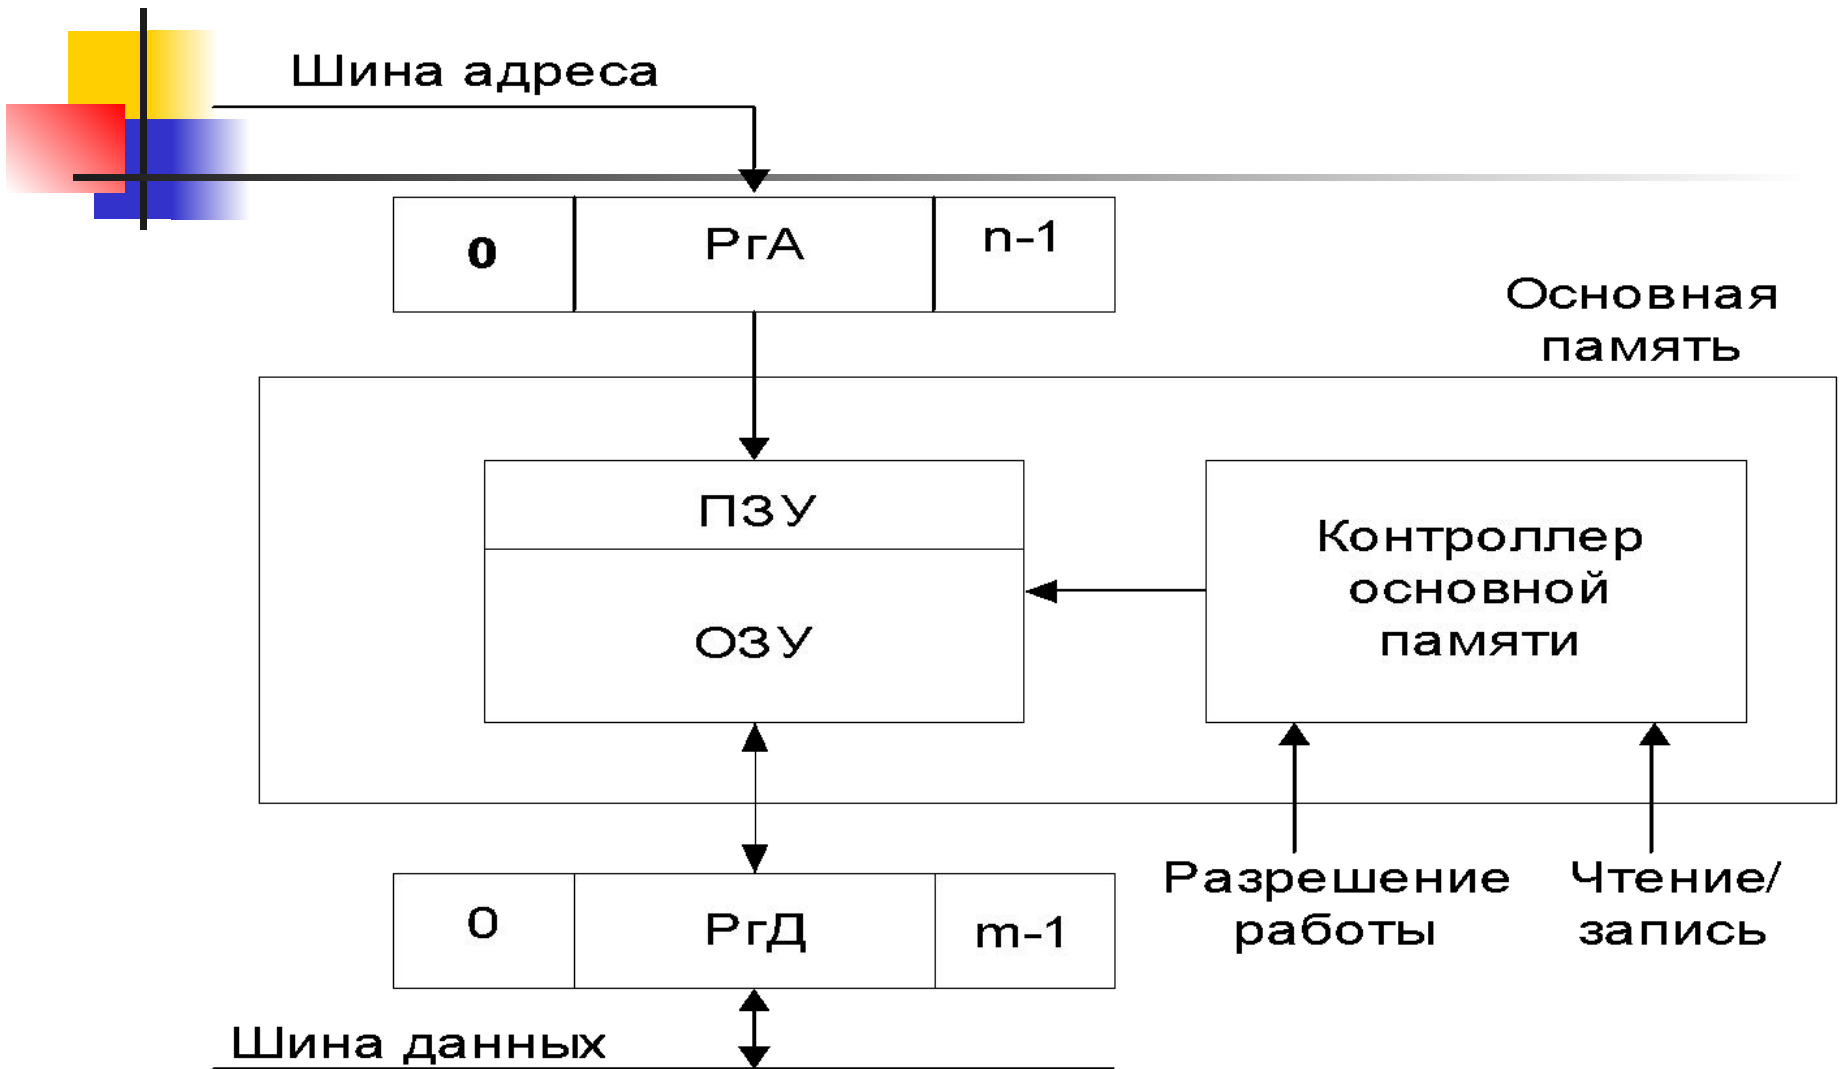 Шина адреса
0 РгА n-1
Основная
память
ПЗУ
ОЗУ
Контроллер
основной
памяти
Разрешение
работы
Чтение/
запись
0 РгД m-1
Шина данных